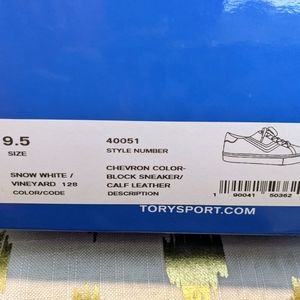 9.5
SIZE
40051
STYLE NUMBER
SNOW WHITE /
VINEYARD 128
COLOR/CODE
CHEVRON COLOR-
BLOCK SNEAKER/
CALF LEATHER
DESCRIPTION
1 90041 50362
TORYSPORT.COM